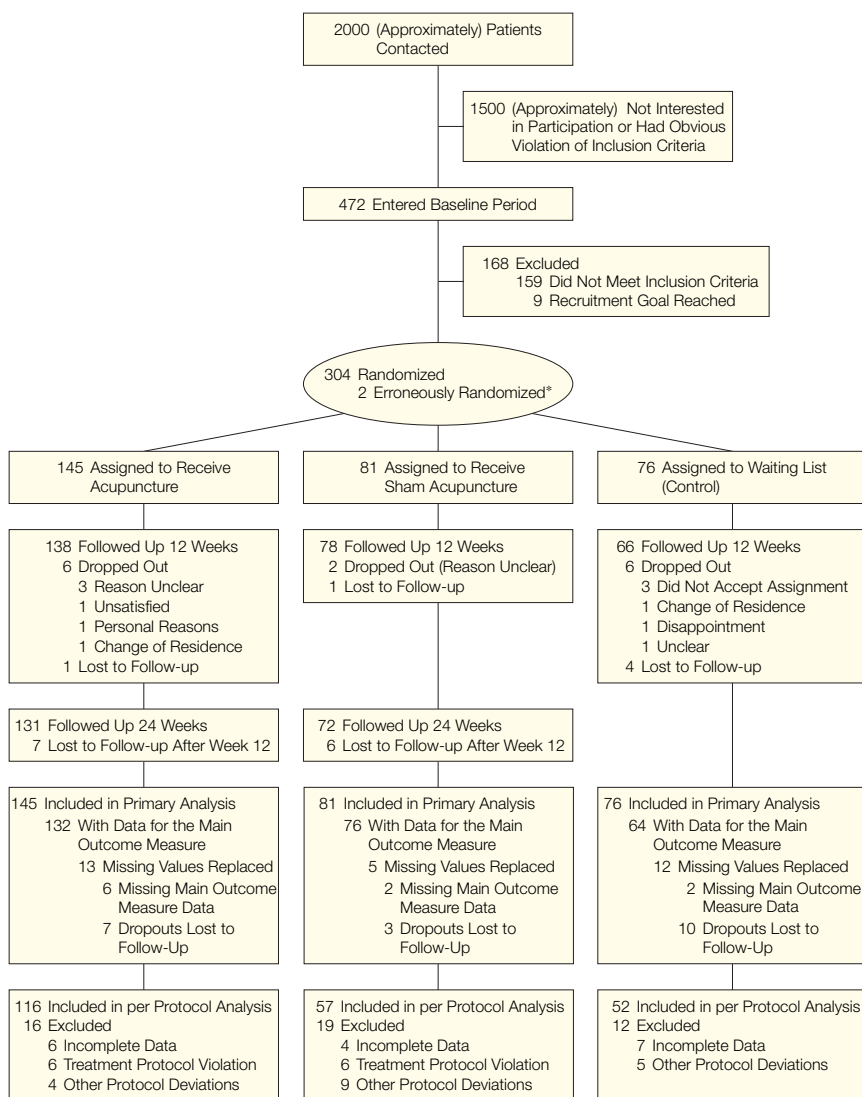 2000 (Approximately) Patients
Contacted
1500 (Approximately) Not Interested
in Participation or Had Obvious
Violation of Inclusion Criteria
472 Entered Baseline Period
168 Excluded
159 Did Not Meet Inclusion Criteria
9 Recruitment Goal Reached
304 Randomized
2 Erroneously Randomized*
145 Assigned to Receive
Acupuncture
81 Assigned to Receive
Sham Acupuncture
76 Assigned to Waiting List
(Control)
138 Followed Up 12 Weeks
6 Dropped Out
3 Reason Unclear
1 Unsatisfied
1 Personal Reasons
1 Change of Residence
1 Lost to Follow-up
78 Followed Up 12 Weeks
2 Dropped Out (Reason Unclear)
1 Lost to Follow-up
66 Followed Up 12 Weeks
6 Dropped Out
3 Did Not Accept Assignment
1 Change of Residence
1 Disappointment
1 Unclear
4 Lost to Follow-up
131 Followed Up 24 Weeks
7 Lost to Follow-up After Week 12
72 Followed Up 24 Weeks
6 Lost to Follow-up After Week 12
145 Included in Primary Analysis
132 With Data for the Main
Outcome Measure
13 Missing Values Replaced
6 Missing Main Outcome
Measure Data
7 Dropouts Lost to
Follow-Up
81 Included in Primary Analysis
76 With Data for the Main
Outcome Measure
5 Missing Values Replaced
2 Missing Main Outcome
Measure Data
3 Dropouts Lost to
Follow-Up
76 Included in Primary Analysis
64 With Data for the Main
Outcome Measure
12 Missing Values Replaced
2 Missing Main Outcome
Measure Data
10 Dropouts Lost to
Follow-Up
116 Included in per Protocol Analysis
16 Excluded
6 Incomplete Data
6 Treatment Protocol Violation
4 Other Protocol Deviations
57 Included in per Protocol Analysis
19 Excluded
4 Incomplete Data
6 Treatment Protocol Violation
9 Other Protocol Deviations
52 Included in per Protocol Analysis
12 Excluded
7 Incomplete Data
5 Other Protocol Deviations